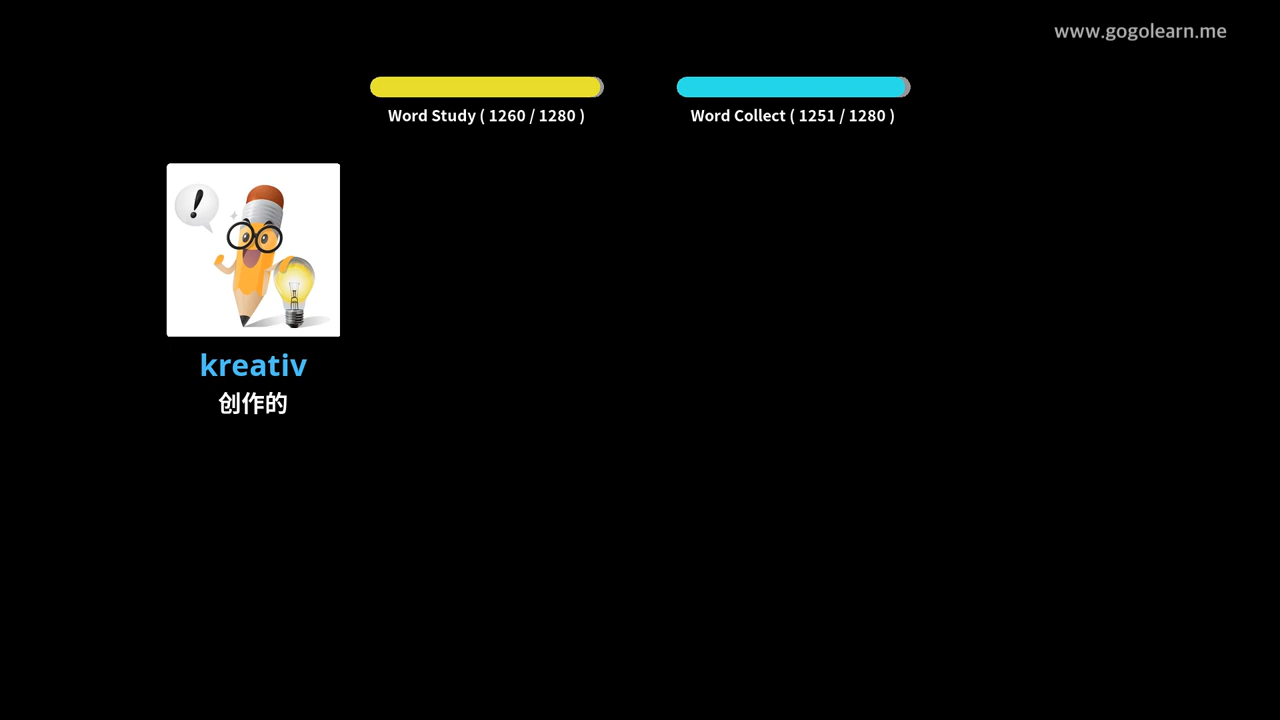 www.gogolearn.me
Word Study ( 1260 / 1280 )
Word Collect ( 1251 / 1280 )
!
kreativ
创作的